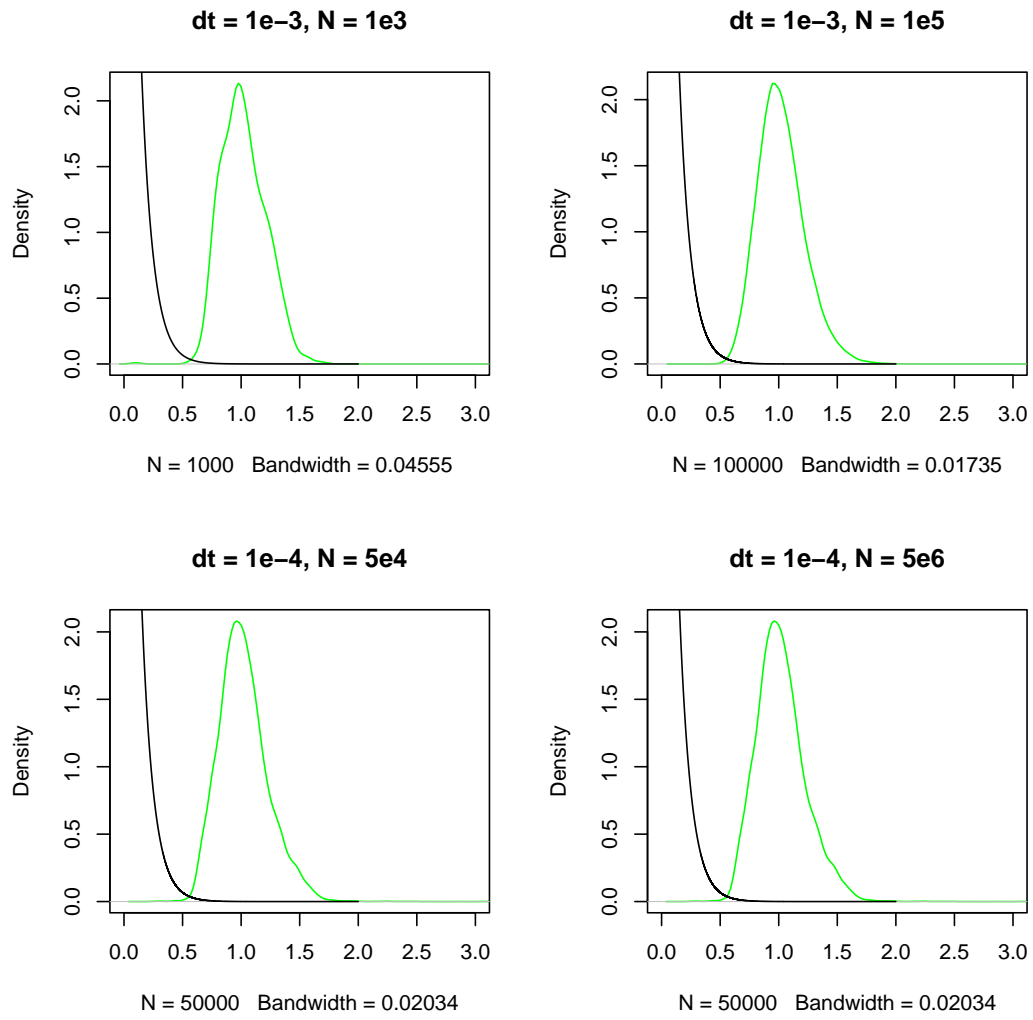 dt = 1e−3, N = 1e3
Density
2.0
1.5
1.0
0.5
0.0
0.0 0.5 1.0 1.5 2.0 2.5 3.0
N = 1000 Bandwidth = 0.04555
dt = 1e−3, N = 1e5
Density
2.0
1.5
1.0
0.5
0.0
0.0 0.5 1.0 1.5 2.0 2.5 3.0
N = 100000 Bandwidth = 0.01735
dt = 1e−4, N = 5e4
Density
2.0
1.5
1.0
0.5
0.0
0.0 0.5 1.0 1.5 2.0 2.5 3.0
N = 50000 Bandwidth = 0.02034
dt = 1e−4, N = 5e6
Density
2.0
1.5
1.0
0.5
0.0
0.0 0.5 1.0 1.5 2.0 2.5 3.0
N = 50000 Bandwidth = 0.02034